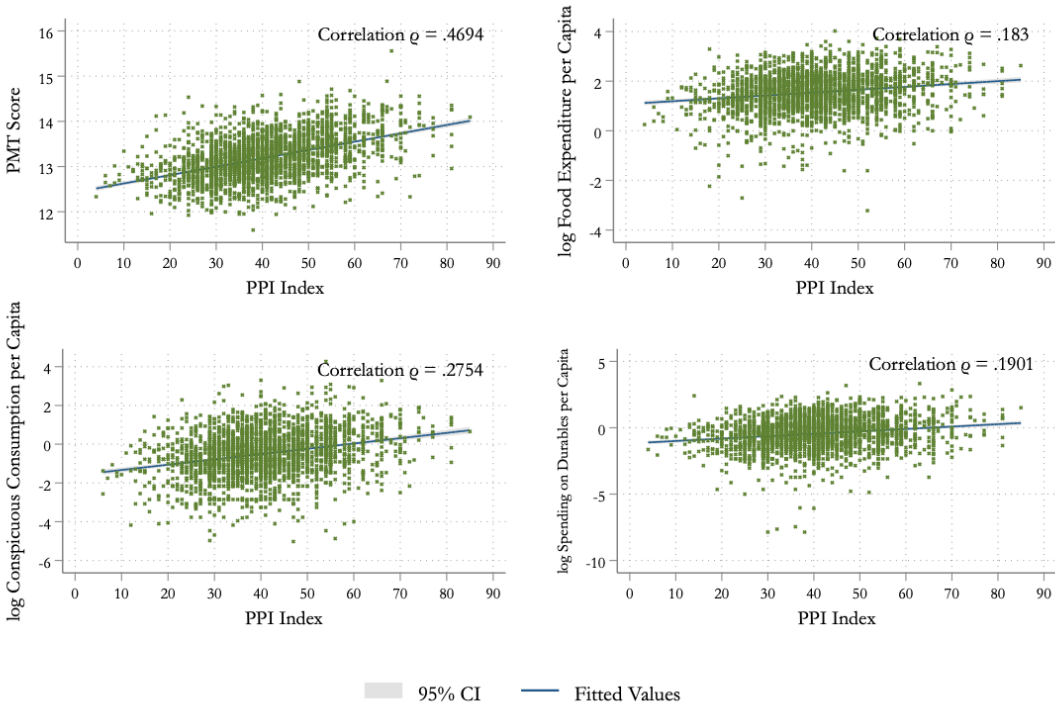 Correlation ϱ = .4694
PMT Score
16
15
14
13
12
0 10 20 30 40 50 60 70 80 90
PPI Index
Correlation ϱ = .183
log Food Expenditure per Capita
4
2
0
-2
-4
0 10 20 30 40 50 60 70 80 90
PPI Index
Correlation ϱ = .2754
log Conspicuous Consumption per Capita
4
2
0
-2
-4
-6
0 10 20 30 40 50 60 70 80 90
PPI Index
Correlation ϱ = .1901
log Spending on Durables per Capita
5
0
-5
-10
0 10 20 30 40 50 60 70 80 90
PPI Index
95% CI Fitted Values